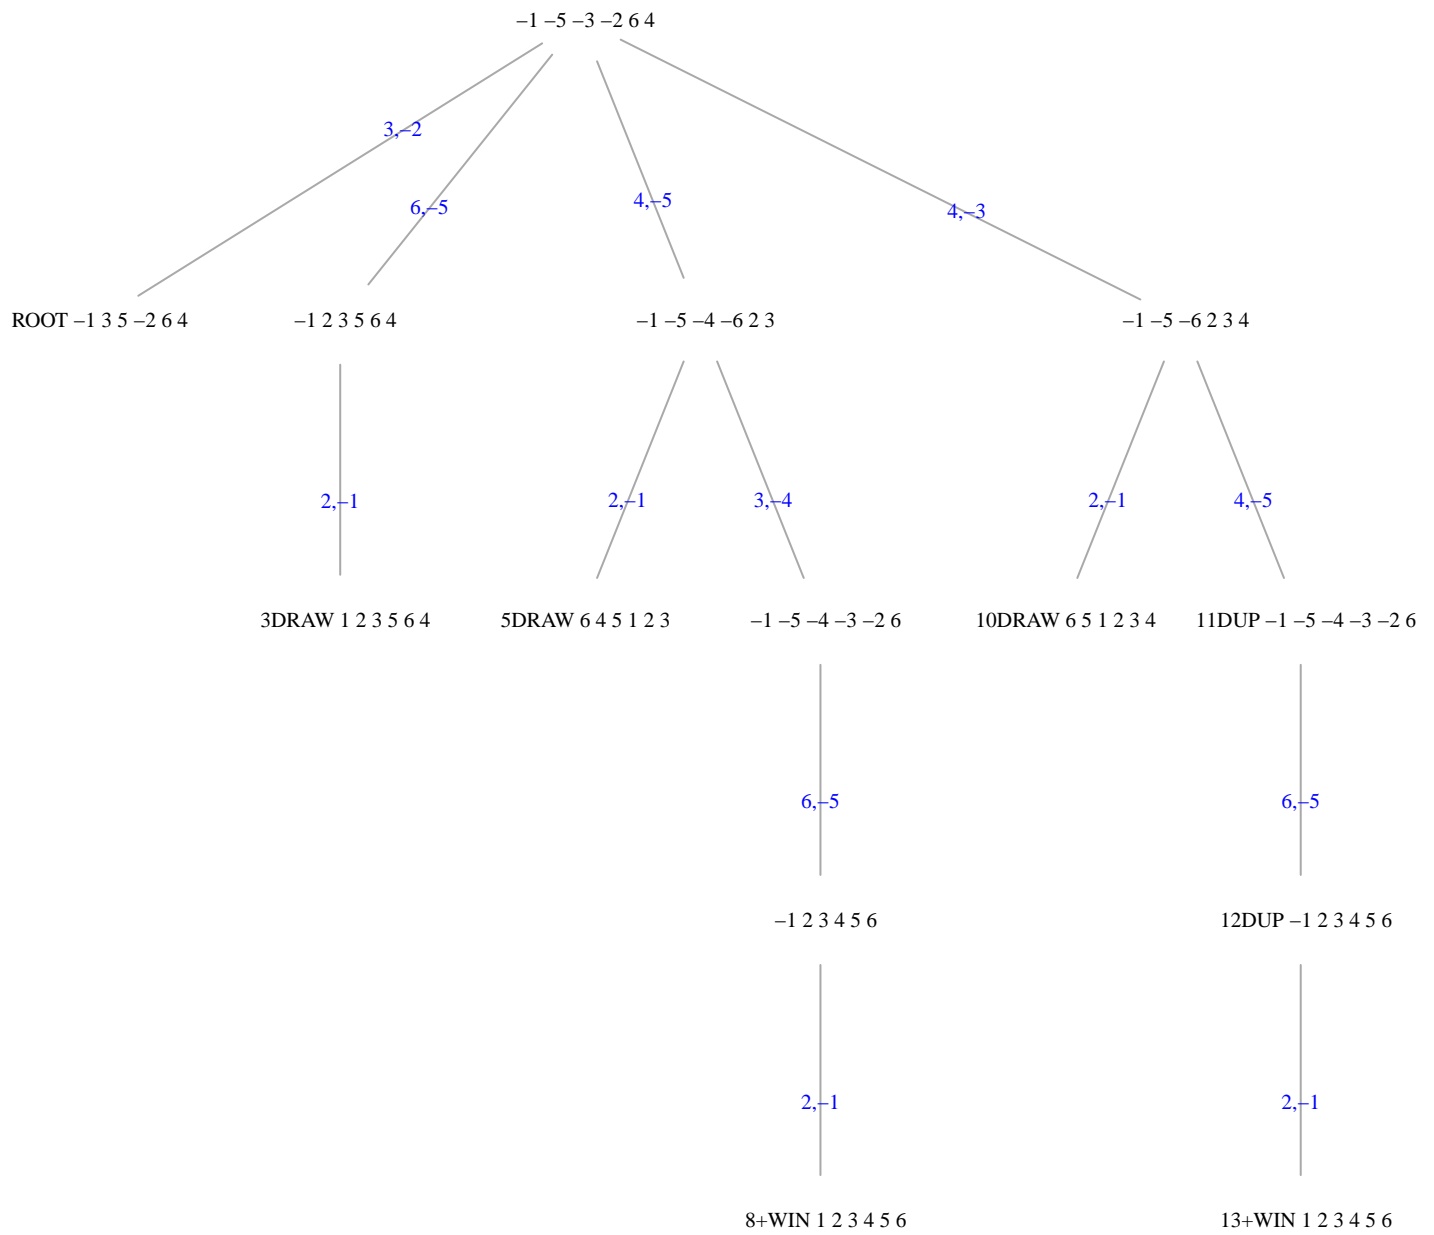 –1 –5 –3 –2 6 4
3,–2
4,–5
6,–5
4,–3
ROOT –1 3 5 –2 6 4
–1 2 3 5 6 4
–1 –5 –4 –6 2 3
–1 –5 –6 2 3 4
2,–1
2,–1
3,–4
2,–1
4,–5
3DRAW 1 2 3 5 6 4
5DRAW 6 4 5 1 2 3
–1 –5 –4 –3 –2 6
10DRAW 6 5 1 2 3 4
11DUP –1 –5 –4 –3 –2 6
6,–5
6,–5
–1 2 3 4 5 6
12DUP –1 2 3 4 5 6
2,–1
2,–1
8+WIN 1 2 3 4 5 6
13+WIN 1 2 3 4 5 6